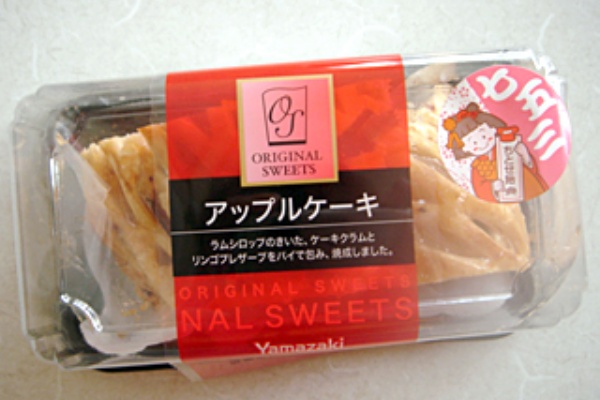 OS
ORIGINAL
SWEETS
アップルケーキ
ラムシロップのきいた、ケーキクラムと
リンゴプレザーブをパイで包み、焼成しました。
ORIGINAL SWEETS
NAL SWEETS
Yamazaki